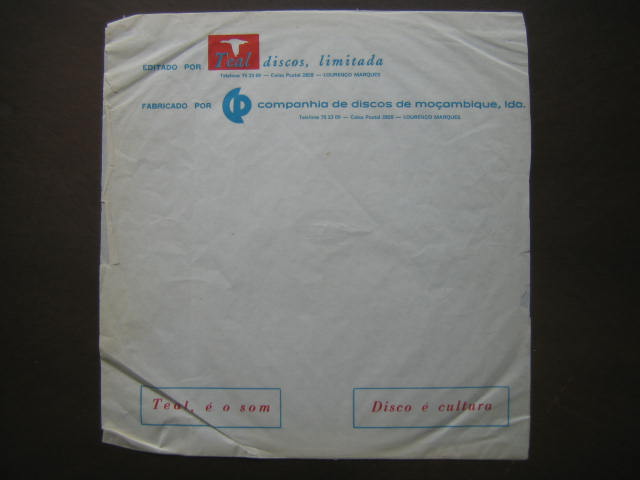 EDITADO POR Teal discos, limitada
Telefone 75 23 09 — Caixa Postal 2828 — LOURENÇO MARQUES
FABRICADO POR companhia de discos de moçambique, lda.
Telefone 75 23 09 — Caixa Postal 2828 — LOURENÇO MARQUES
Teal, é o som
Disco é cultura